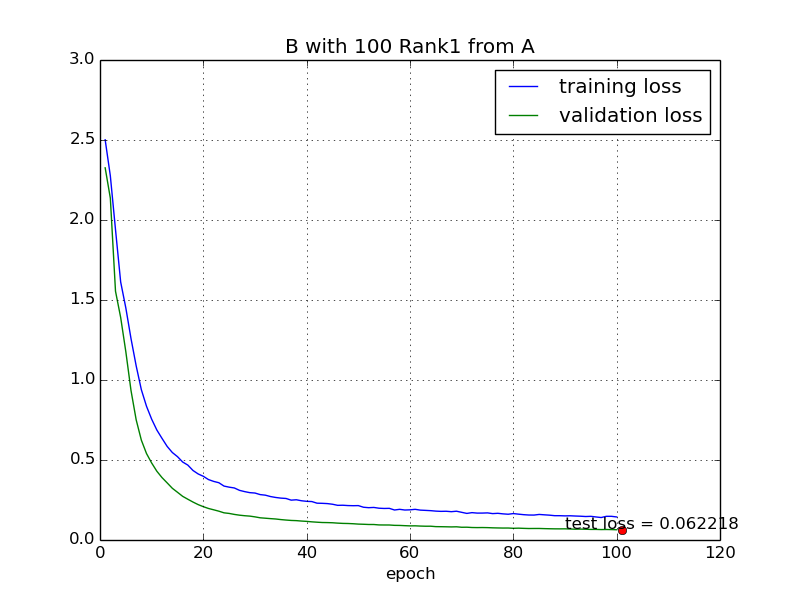 B with 100 Rank1 from A
3.0
2.5
2.0
1.5
1.0
0.5
0.0
training loss
validation loss
test loss = 0.062218
0 20 40 60 80 100 120
epoch